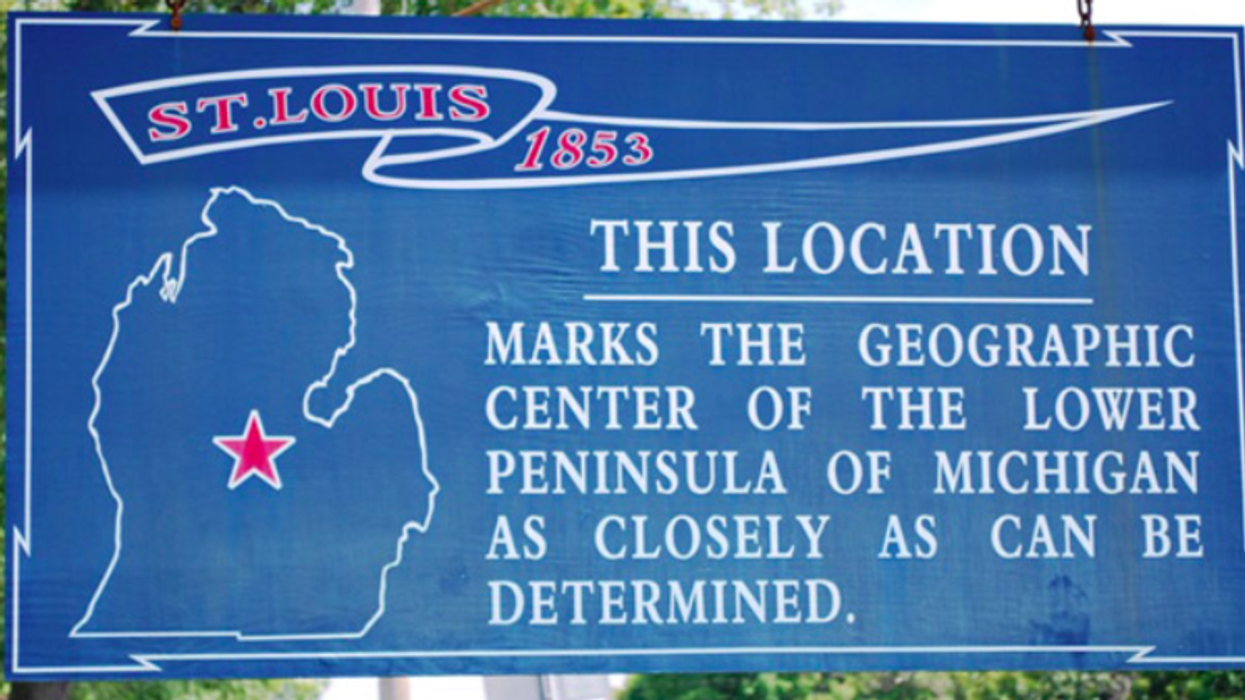 ST.LOUIS
1853
THIS LOCATION
MARKS THE GEOGRAPHIC
CENTER OF THE LOWER
PENINSULA OF MICHIGAN
AS CLOSELY AS CAN BE
DETERMINED.